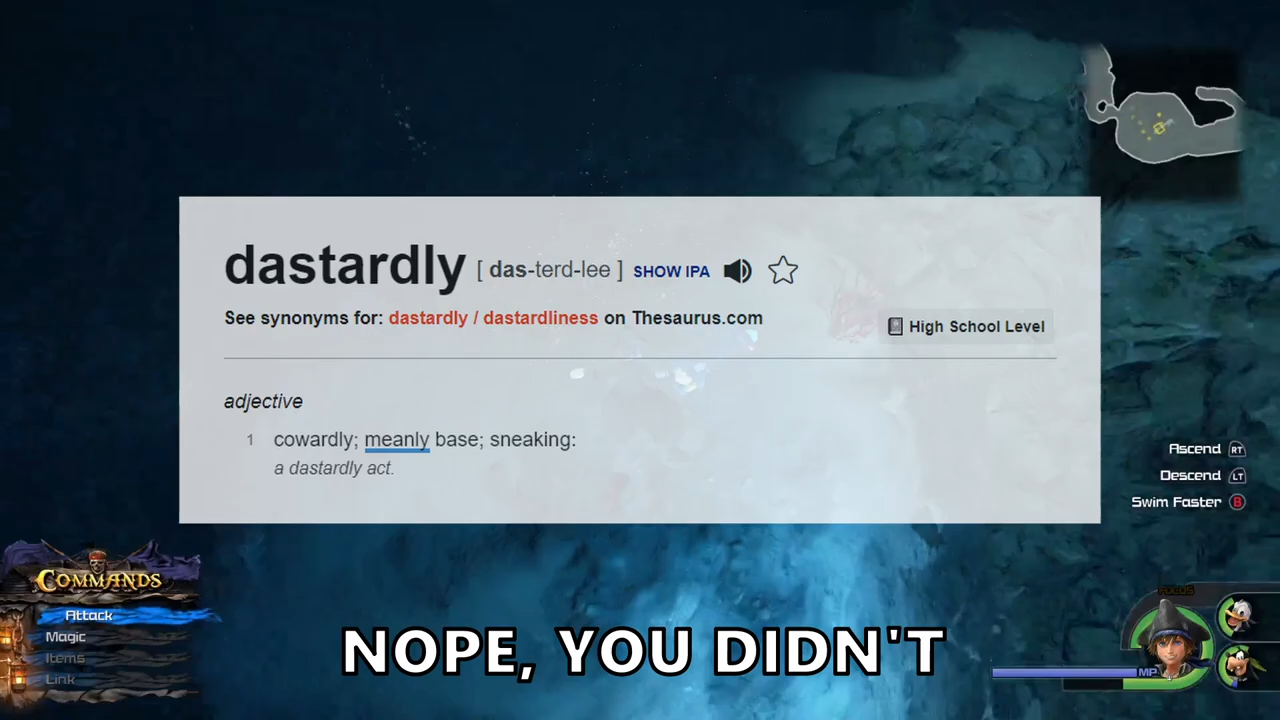 dastardly [ das-terd-lee ] SHOW IPA
See synonyms for: dastardly / dastardliness on Thesaurus.com
High School Level
adjective
1 cowardly; meanly base; sneaking:
a dastardly act.
Ascend RT
Descend LT
Swim Faster B
COMMANDS
Attack
Magic
Items
Link
FOCUS
MP
NOPE, YOU DIDN'T